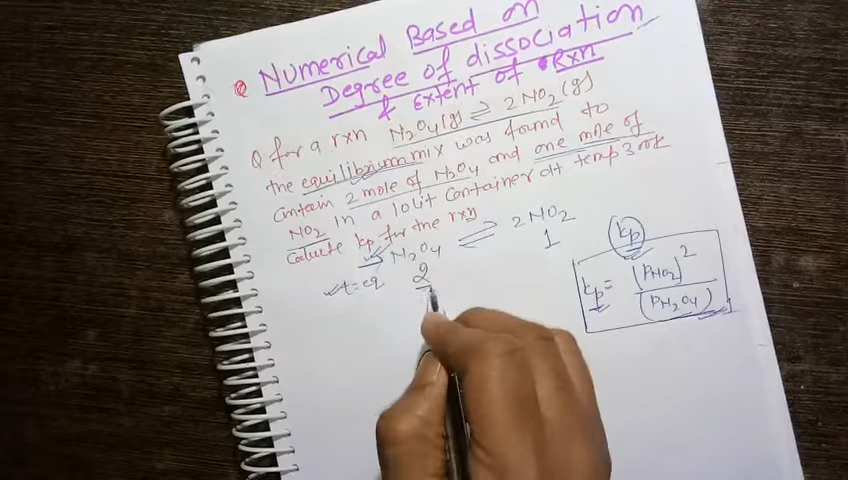 Q Numerical Based on
Degree of dissociation
& extent of Rxn
Q for a rxn N₂O₄(g) ⇌ 2NO₂(g)
the equilibrium mix was found to
contain 2 mole of N₂O₄ and one mole of
NO₂ in a 10lit Container at temp 300k
Calculate kp for the rxn
N₂O₄ ⇌ 2NO₂
t=eq 2 1
kp
kp = (PNO₂)² / (PN₂O₄)